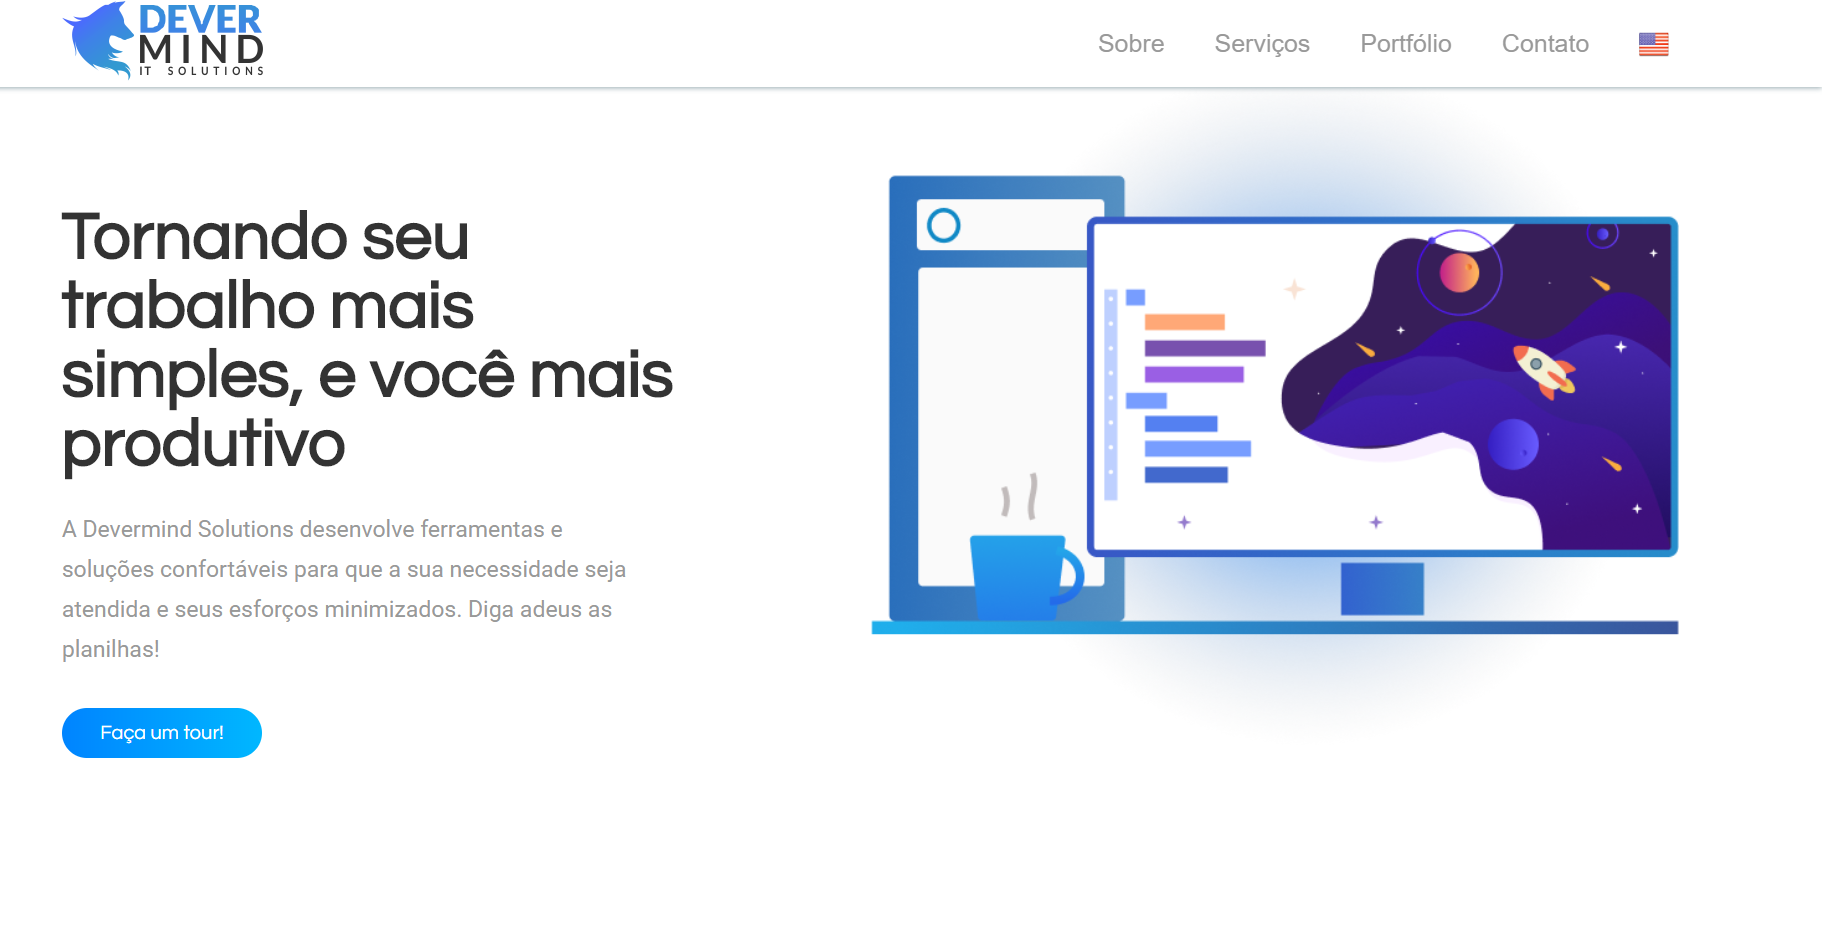 DEVER
MIND
IT SOLUTIONS
Sobre Serviços Portfólio Contato
Tornando seu
trabalho mais
simples, e você mais
produtivo
A Devermind Solutions desenvolve ferramentas e
soluções confortáveis para que a sua necessidade seja
atendida e seus esforços minimizados. Diga adeus as
planilhas!
Faça um tour!